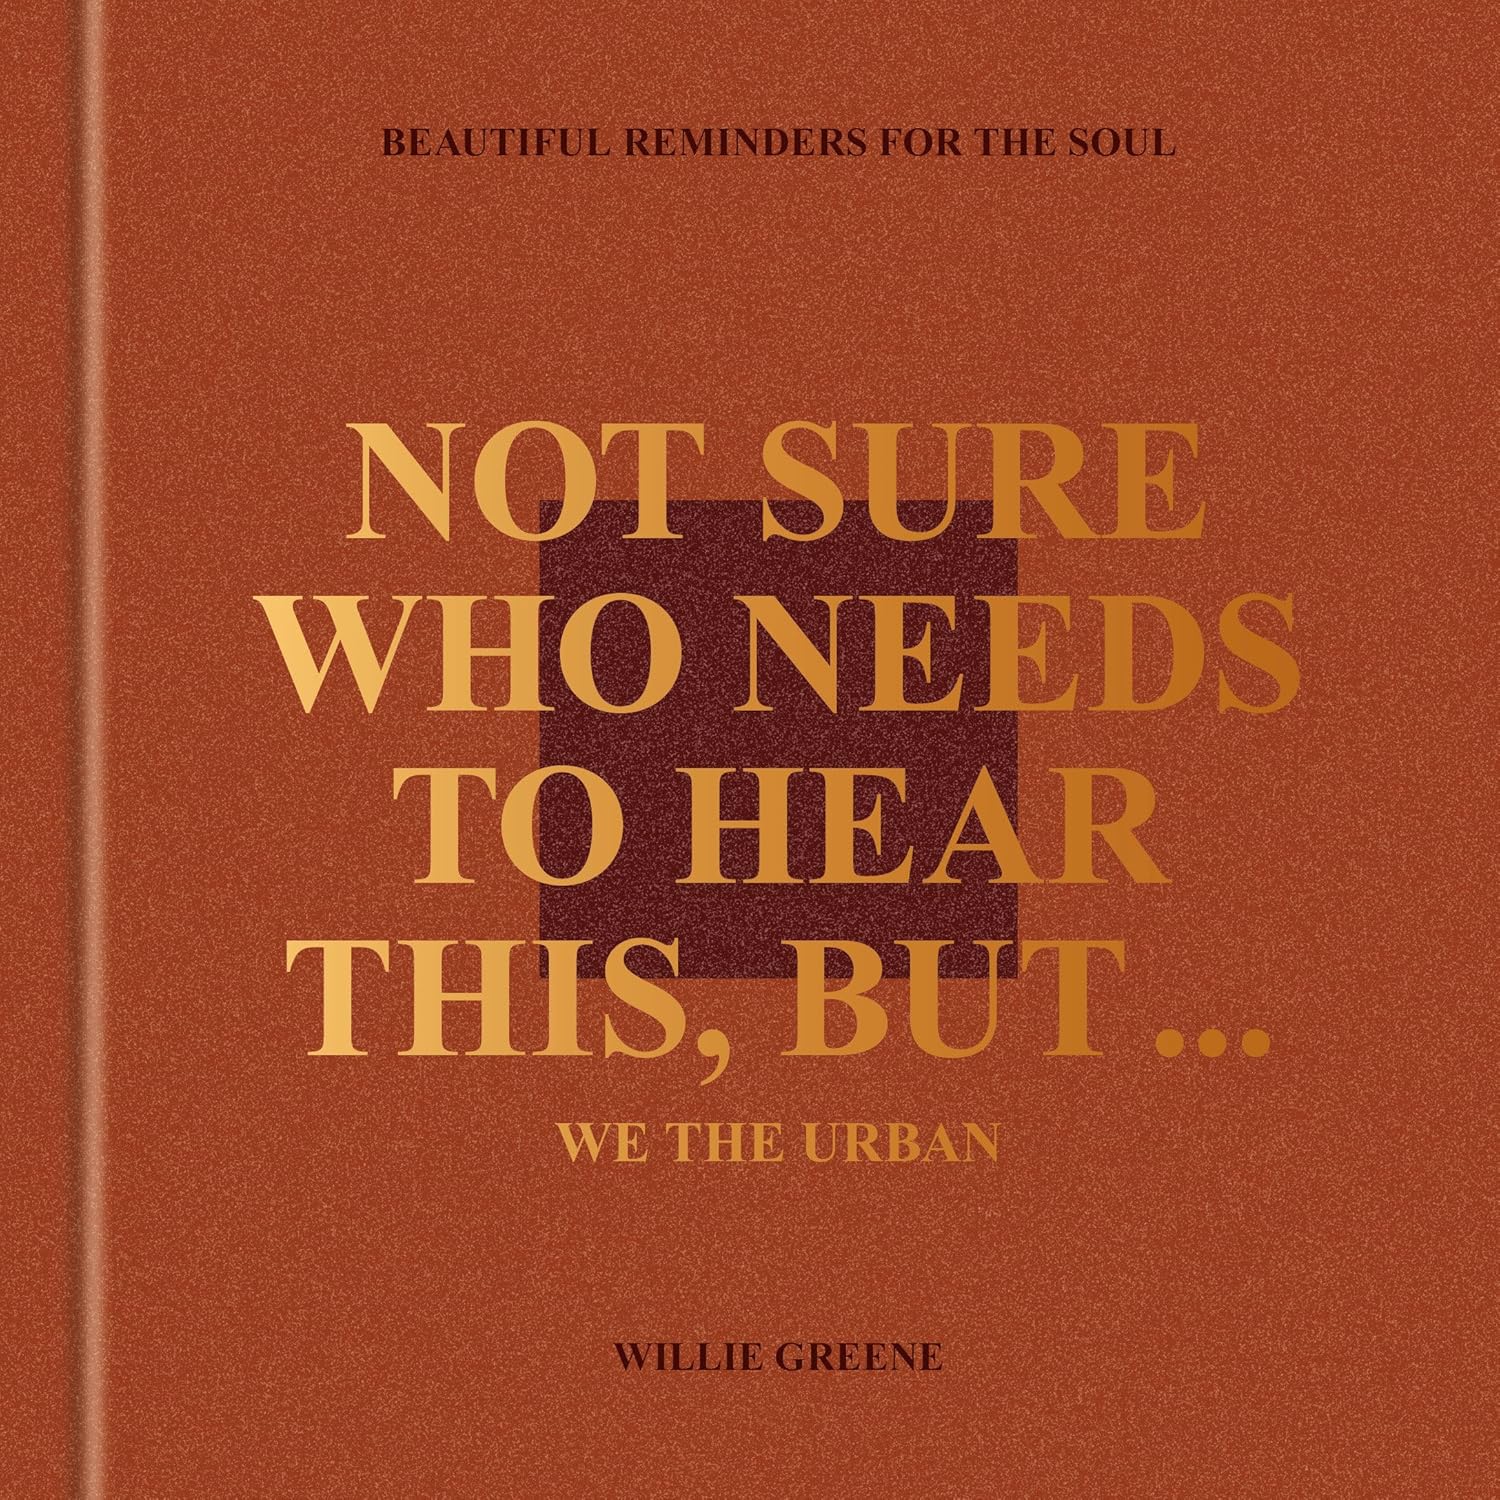 BEAUTIFUL REMINDERS FOR THE SOUL
NOT SURE
WHO NEEDS
TO HEAR
THIS, BUT...
WE THE URBAN
WILLIE GREENE